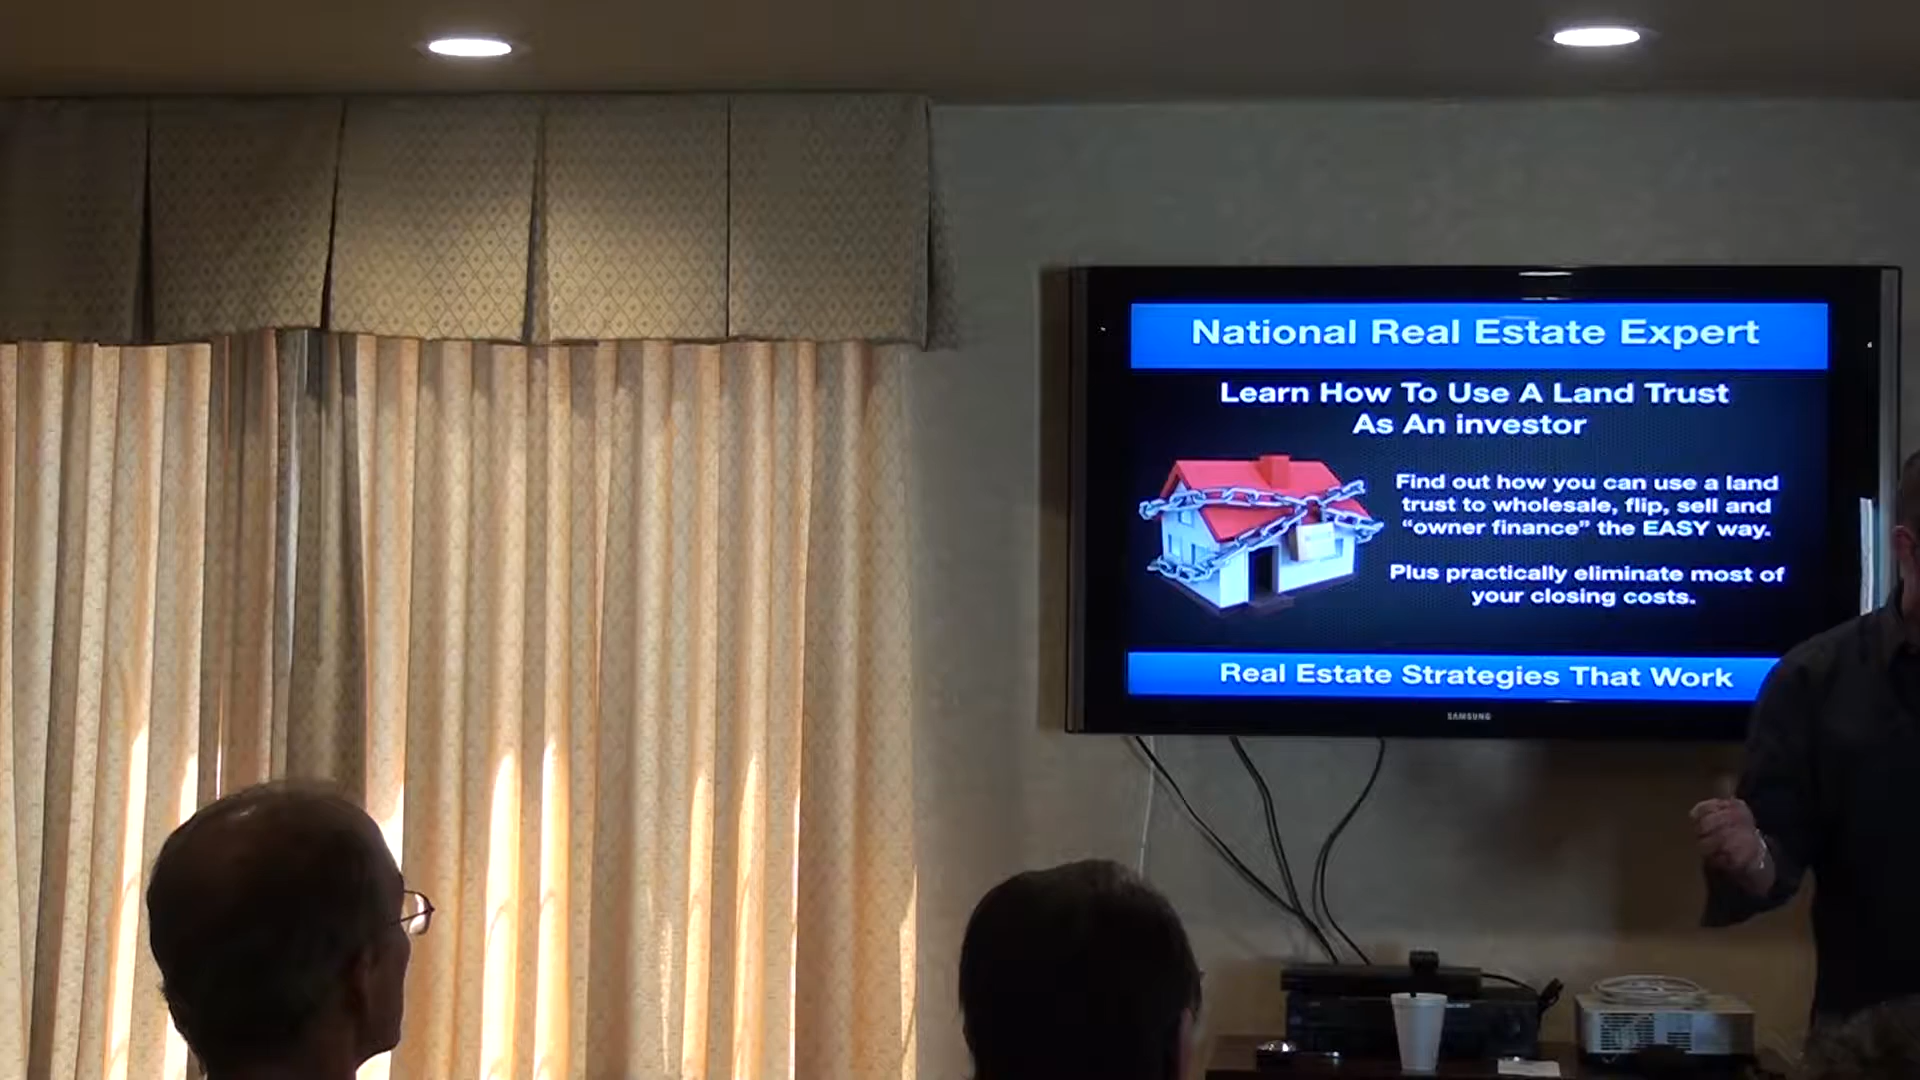 National Real Estate Expert
Learn How To Use A Land Trust
As An investor
Find out how you can use a land
trust to wholesale, flip, sell and
“owner finance” the EASY way.
Plus practically eliminate most of
your closing costs.
Real Estate Strategies That Work
SAMSUNG